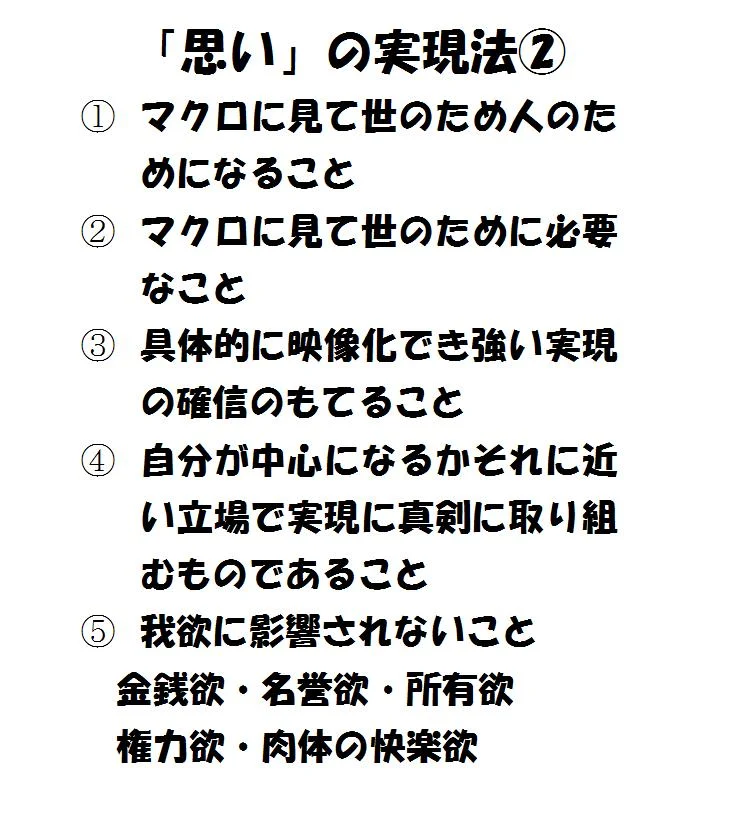 「思い」の実現法②
① マクロに見て世のため人のた
めになること
② マクロに見て世のために必要
なこと
③ 具体的に映像化でき強い実現
の確信のもてること
④ 自分が中心になるかそれに近
い立場で実現に真剣に取り組
むものであること
⑤ 我欲に影響されないこと
金銭欲・名誉欲・所有欲
権力欲・肉体の快楽欲